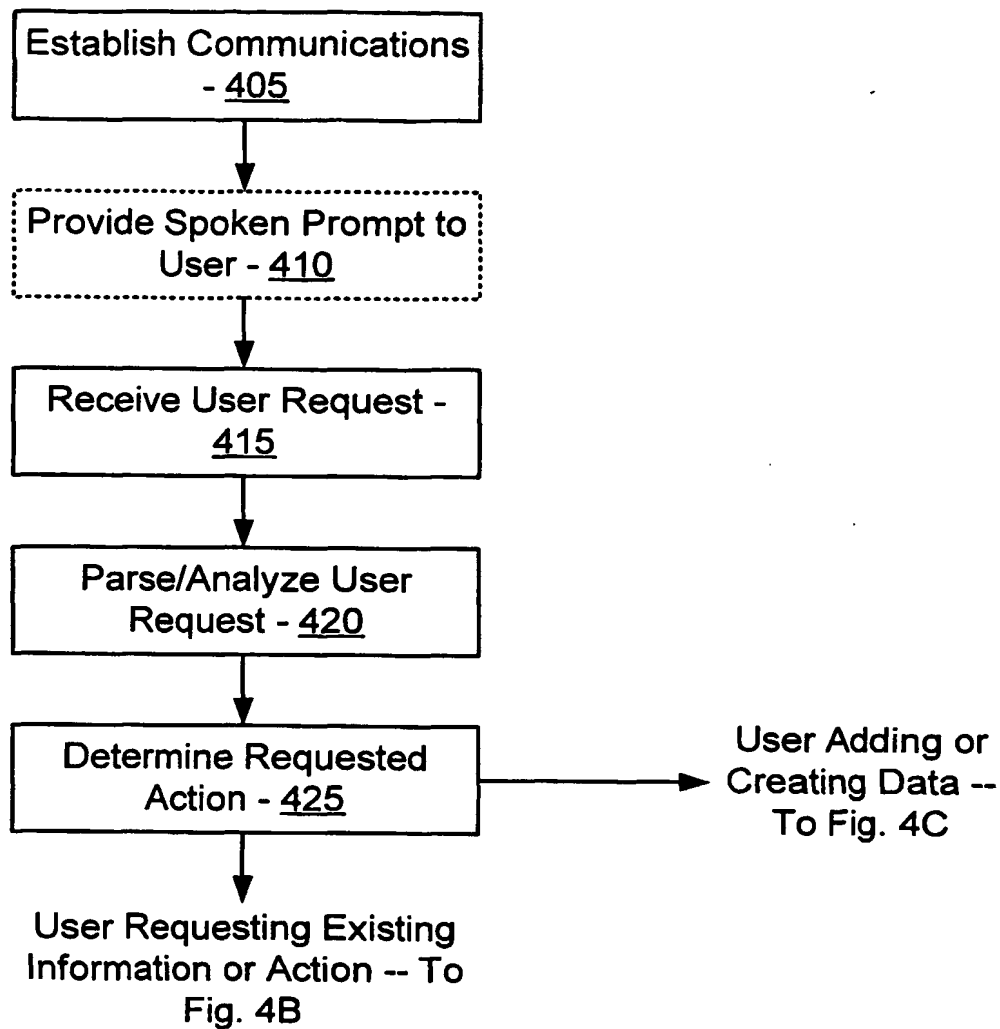 Establish Communications
- 405
Provide Spoken Prompt to
User - 410
Receive User Request -
415
Parse/Analyze User
Request - 420
Determine Requested
Action - 425
User Adding or
Creating Data --
To Fig. 4C
User Requesting Existing
Information or Action -- To
Fig. 4B